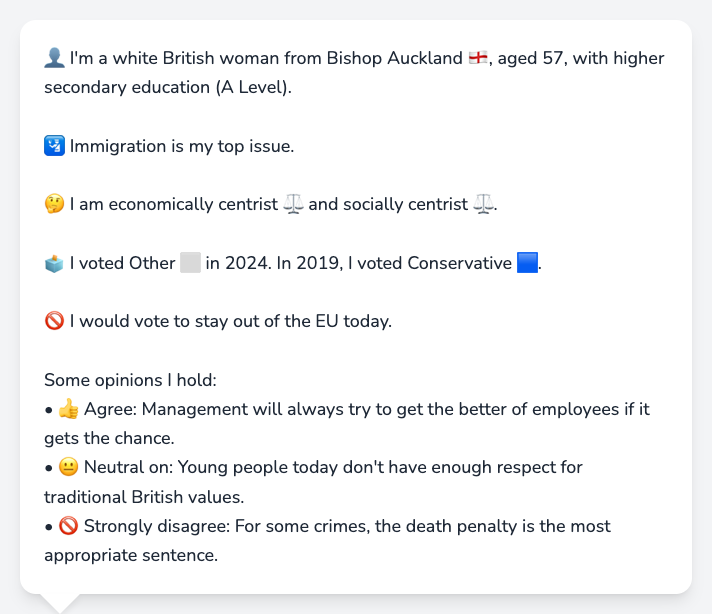 👤 I'm a white British woman from Bishop Auckland 🏴󠁧󠁢󠁥󠁮󠁧󠁿, aged 57, with higher
secondary education (A Level).
🛂 Immigration is my top issue.
🤔 I am economically centrist ⚖️ and socially centrist ⚖️.
🗳️ I voted Other ⬜ in 2024. In 2019, I voted Conservative 🟦.
🚫 I would vote to stay out of the EU today.
Some opinions I hold:
• 👍 Agree: Management will always try to get the better of employees if it
gets the chance.
• 😐 Neutral on: Young people today don't have enough respect for
traditional British values.
• 🚫 Strongly disagree: For some crimes, the death penalty is the most
appropriate sentence.